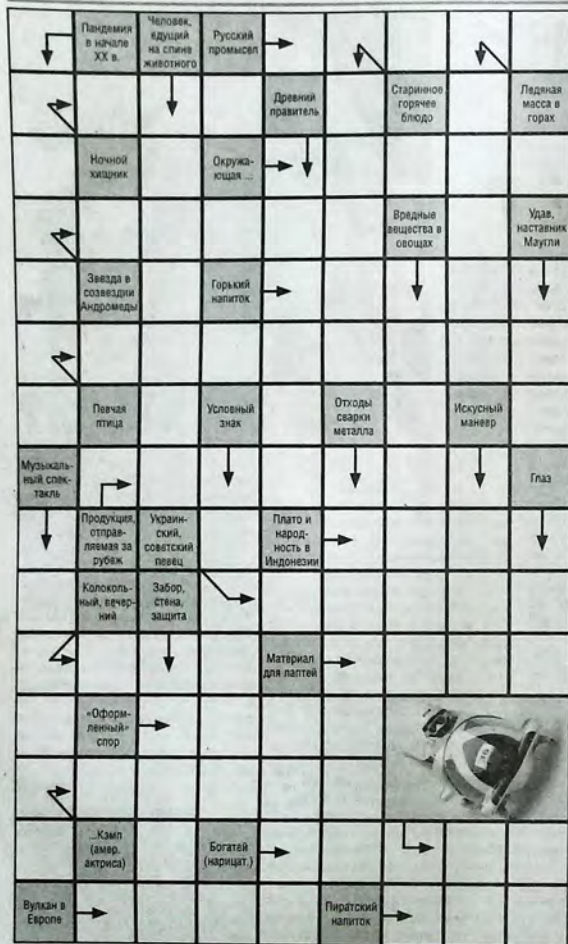 Пандемия
в начале
XX в.
Человек,
едущий
на спине
животного
Русский
промысел
Древний
правитель
Старинное
горячее
блюдо
Ледяная
масса в
горах
Ночной
хищник
Окружа-
ющая ...
Вредные
вещества в
овощах
Удав,
наставник
Маугли
Звезда в
созвездии
Андромеды
Горький
напиток
Певчая
птица
Условный
знак
Отходы
сварки
металла
Искусный
маневр
Музыкаль-
ный спек-
такль
Глаз
Продукция,
отправ-
ляемая за
рубеж
Украин-
ский,
советский
певец
Плато и
народ-
ность в
Индонезии
Колоколь-
ный, вечер-
ний
Забор,
стена,
защита
Материал
для лаптей
«Оформ-
ленный»
спор
...Кэмп
(амер.
актриса)
Богатей
(нарицат.)
Вулкан в
Европе
Пиратский
напиток